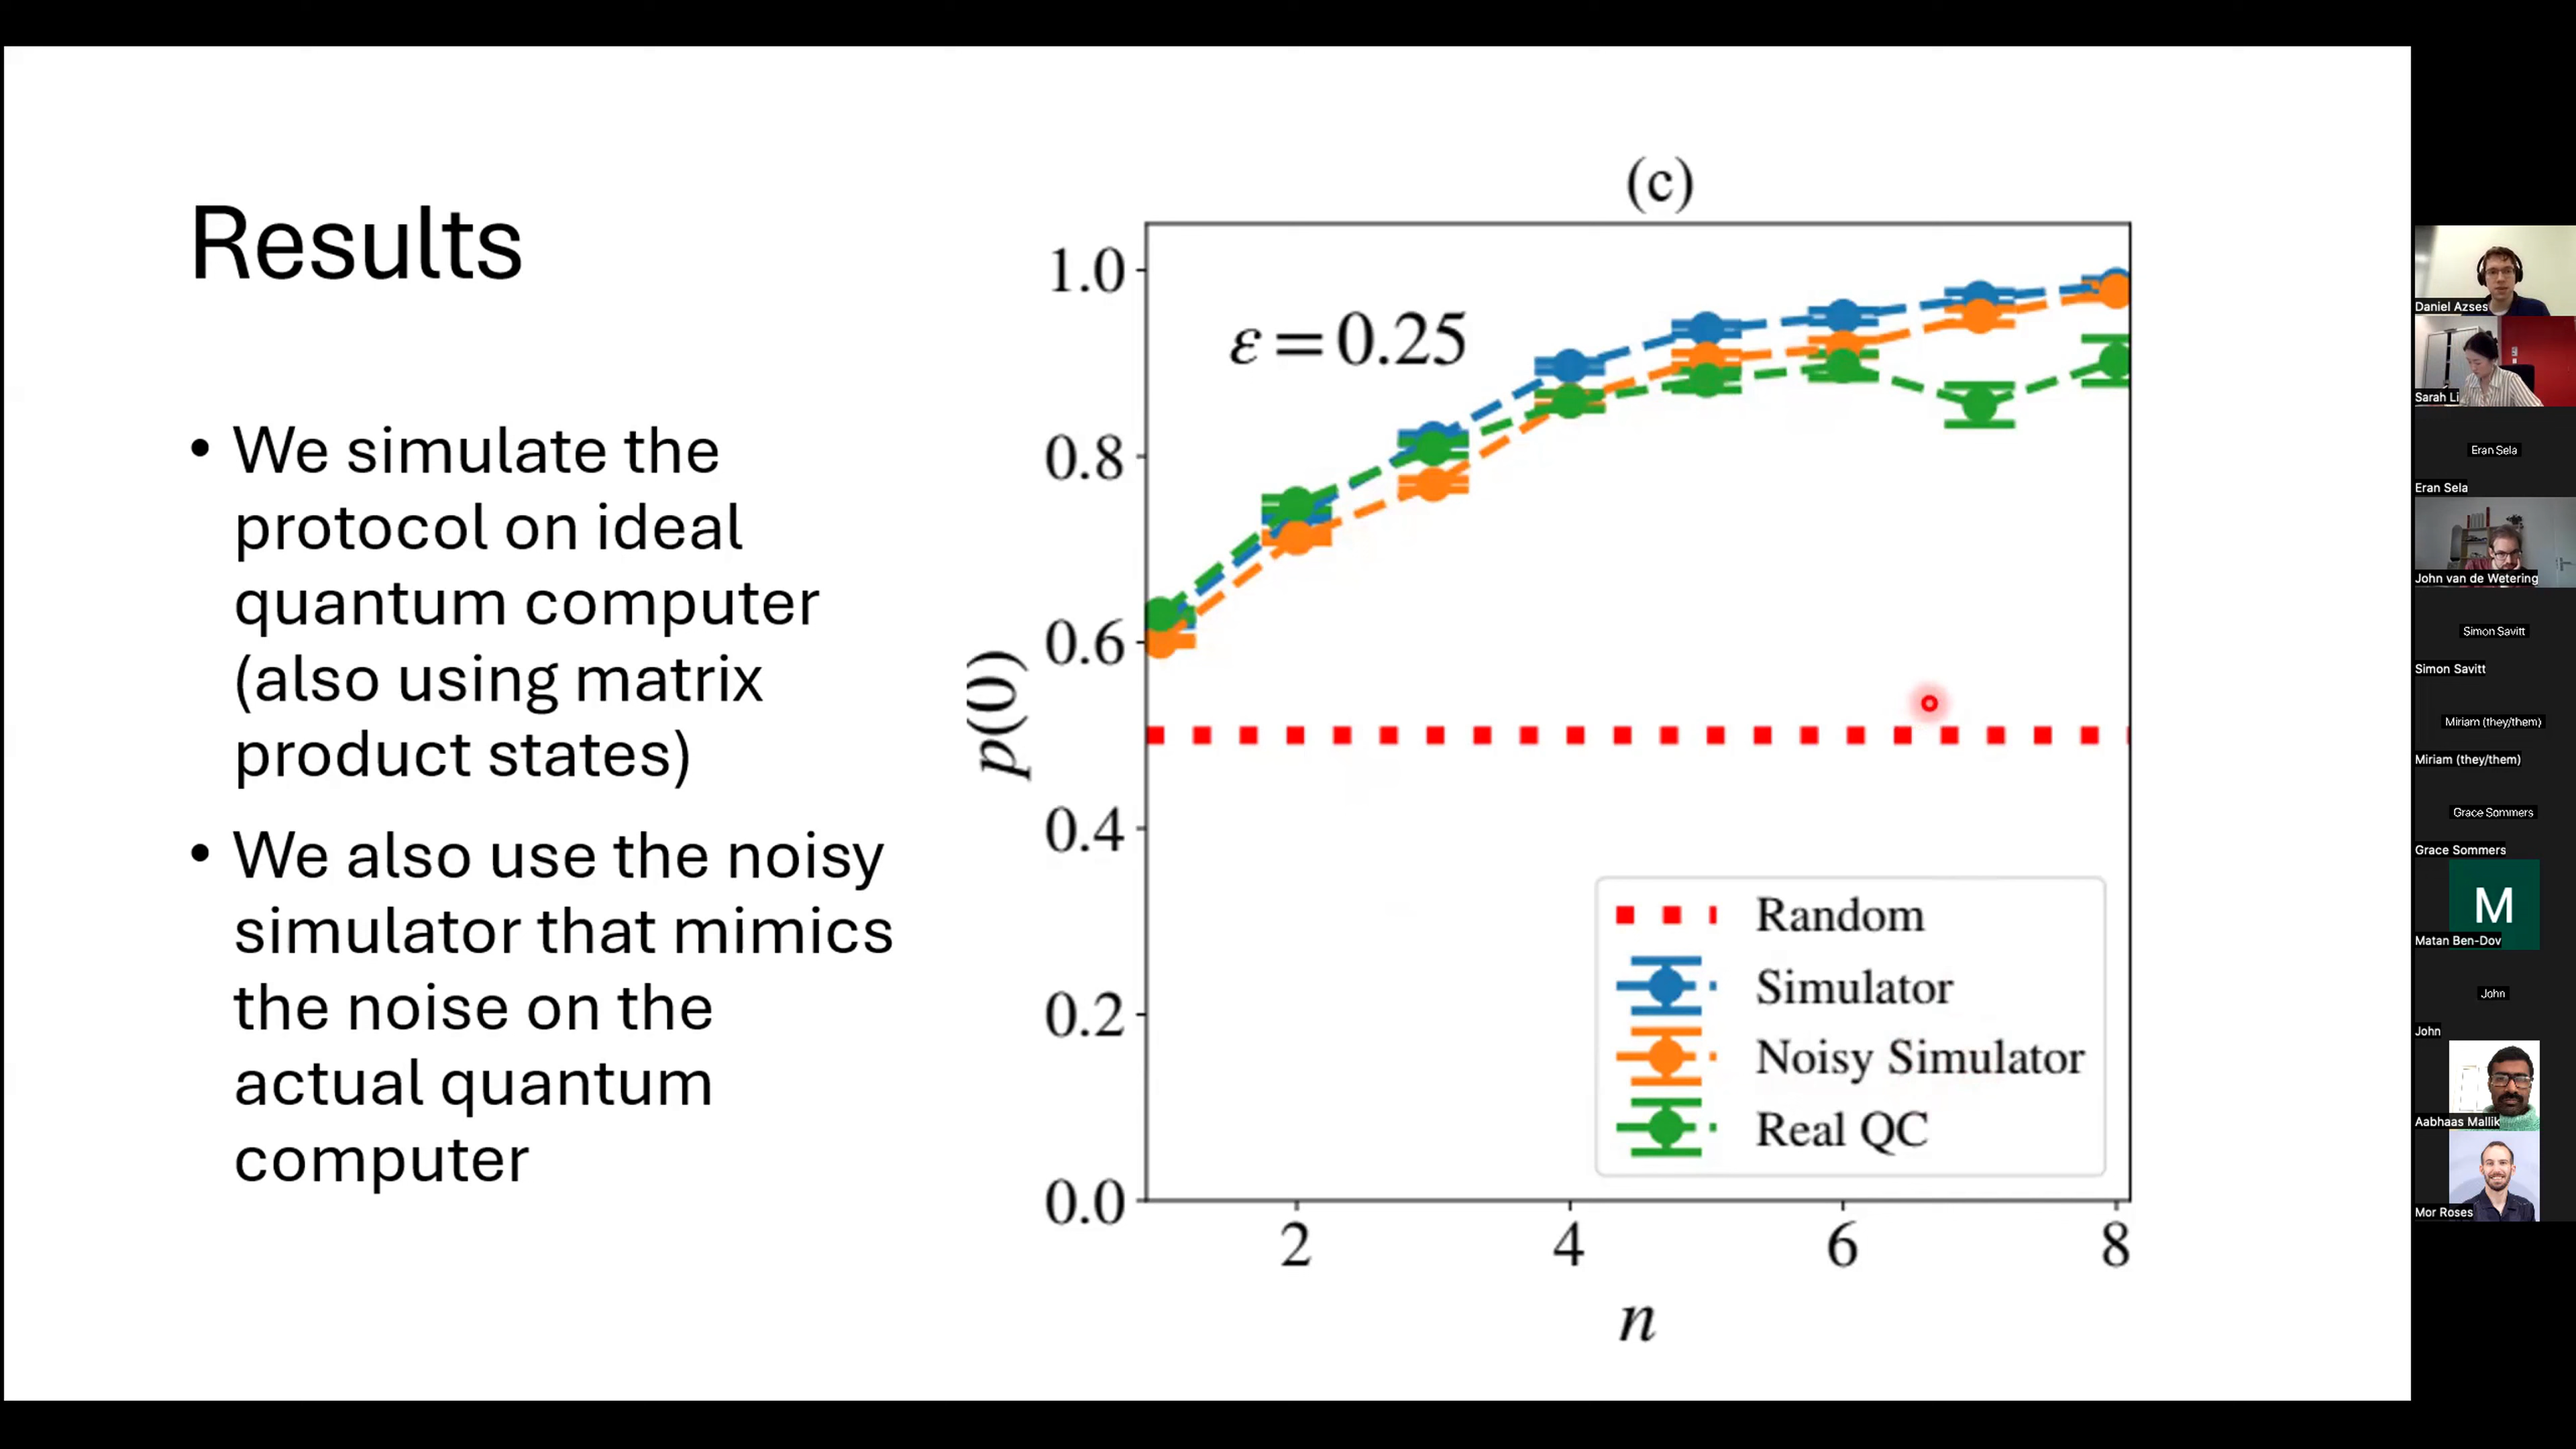 Results
• We simulate the
protocol on ideal
quantum computer
(also using matrix
product states)
• We also use the noisy
simulator that mimics
the noise on the
actual quantum
computer
(c)
1.0
0.8
0.6
0.4
0.2
0.0
p(0)
ε = 0.25
Random
Simulator
Noisy Simulator
Real QC
2 4 6 8
n
Daniel Azses
Sarah Li
Eran Sela
Eran Sela
John van de Wetering
Simon Savitt
Simon Savitt
Miriam (they/them)
Miriam (they/them)
Grace Sommers
Grace Sommers
M
Matan Ben-Dov
John
John
Aabhaas Mallik
Mor Roses